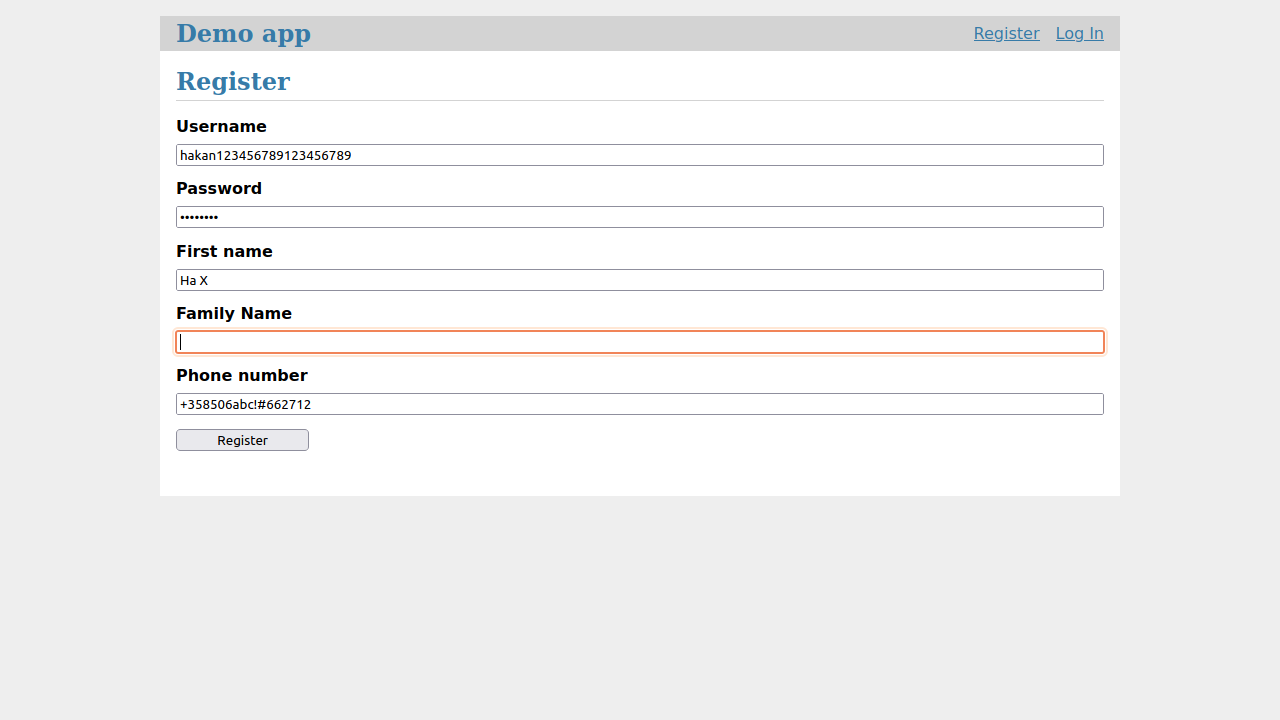 Demo app Register Log In
Register
Username
hakan123456789123456789
Password
••••••••
First name
Ha X
Family Name
Phone number
+358506abc!#662712
Register